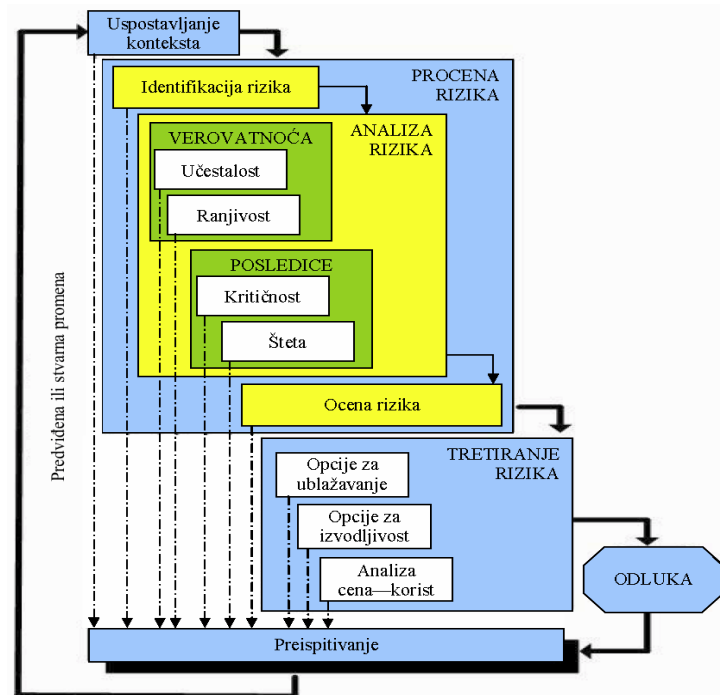 Uspostavljanje
konteksta
PROCENA
RIZIKA
Identifikacija rizika
ANALIZA
RIZIKA
VEROVATNOĆA
Učestalost
Ranjivost
POSLEDICE
Kritičnost
Šteta
Ocena rizika
Predviđena ili stvarna promena
TRETIRANJE
RIZIKA
Opcije za
ublažavanje
Opcije za
izvodljivost
Analiza
cena—korist
ODLUKA
Preispitivanje